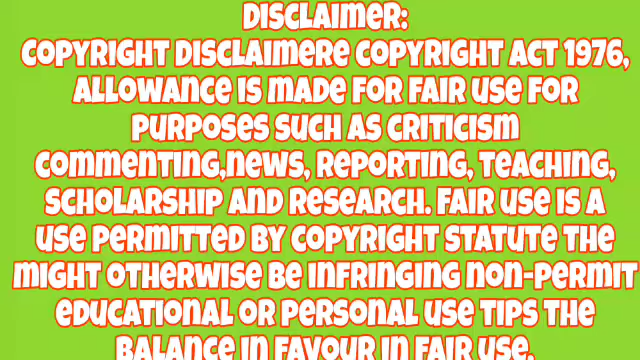 DISCLAIMER:
COPYRIGHT DISCLAIMERE COPYRIGHT ACT 1976,
ALLOWANCE IS MADE FOR FAIR USE FOR
PURPOSES SUCH AS CRITICISM
COMMENTING,NEWS, REPORTING, TEACHING,
SCHOLARSHIP AND RESEARCH. FAIR USE IS A
USE PERMITTED BY COPYRIGHT STATUTE THE
MIGHT OTHERWISE BE INFRINGING NON-PERMIT
EDUCATIONAL OR PERSONAL USE TIPS THE
BALANCE IN FAVOUR IN FAIR USE.